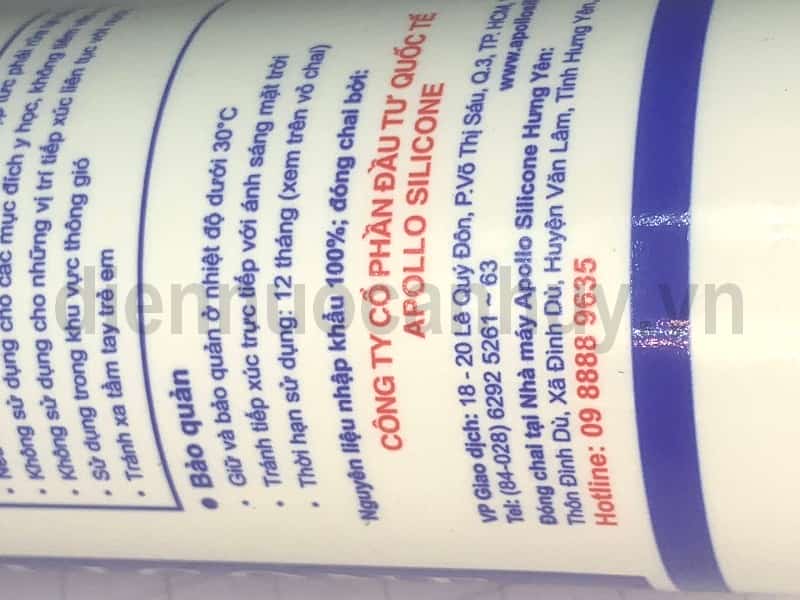 • Không sử dụng cho các mục đích y học, không
• Không sử dụng cho những vị trí tiếp xúc liên tục với
• Sử dụng trong khu vực thông gió
• Tránh xa tầm tay trẻ em
• Bảo quản
• Giữ và bảo quản ở nhiệt độ dưới 30°C
• Tránh tiếp xúc trực tiếp với ánh sáng mặt trời
• Thời hạn sử dụng: 12 tháng (xem trên vỏ chai)
Nguyên liệu nhập khẩu 100%; đóng chai bởi:
CÔNG TY CỔ PHẦN ĐẦU TƯ QUỐC TẾ
APOLLO SILICONE
VP Giao dịch: 18 - 20 Lê Quý Đôn, P.Võ Thị Sáu, Q.3, TP. HCM,
Tel: (84-028) 6292 5261 - 63 www.apollo
Đóng chai tại Nhà máy Apollo Silicone Hưng Yên:
Thôn Đình Dù, Xã Đình Dù, Huyện Văn Lâm, Tỉnh Hưng Yên,
Hotline: 09 8888 9635
diennuocanhuy.vn